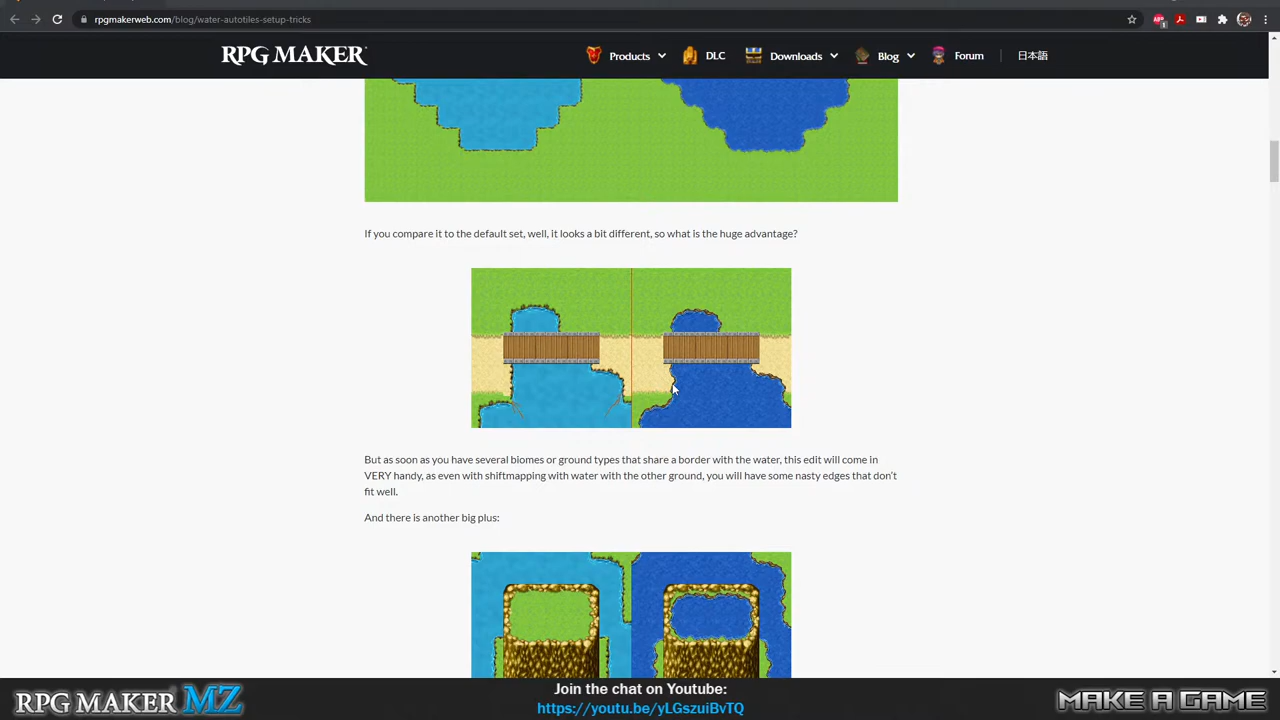 rpgmakerweb.com/blog/water-autotiles-setup-tricks
RPG MAKER
Products
DLC
Downloads
Blog
Forum
日本語
If you compare it to the default set, well, it looks a bit different, so what is the huge advantage?
But as soon as you have several biomes or ground types that share a border with the water, this edit will come in
VERY handy, as even with shiftmapping with water with the other ground, you will have some nasty edges that don't
fit well.
And there is another big plus:
RPG MAKER MZ
Join the chat on Youtube:
https://youtu.be/yLGszuiBvTQ
MAKE A GAME